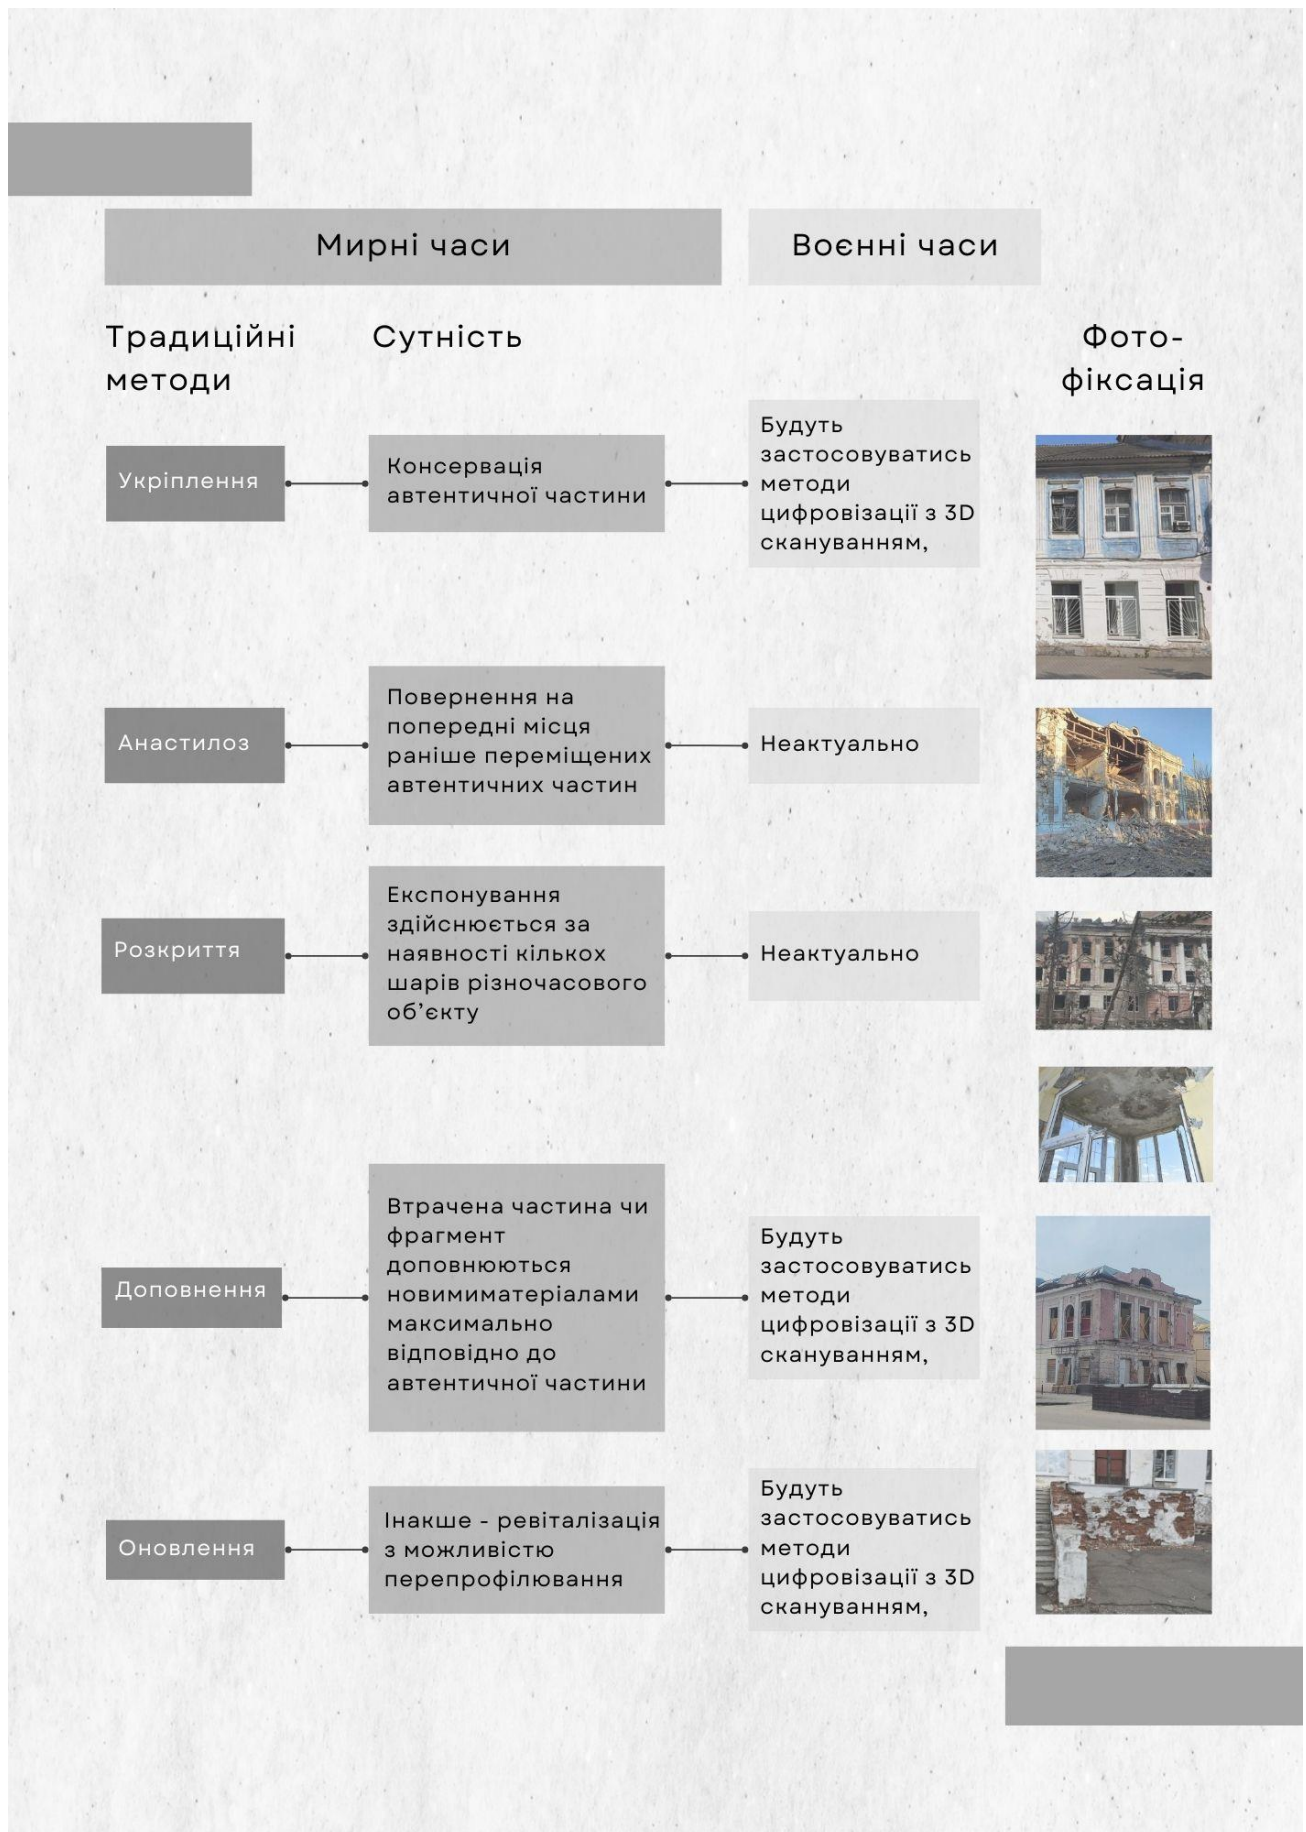 Мирні часи
Воєнні часи
Традиційні
методи
Сутність
Фото-
фіксація
Укріплення
Консервація
автентичної частини
Будуть
застосовуватись
методи
цифровізації з 3D
скануванням,
Анастилоз
Повернення на
попередні місця
раніше переміщених
автентичних частин
Неактуально
Розкриття
Експонування
здійснюється за
наявності кількох
шарів різночасового
об’єкту
Неактуально
Доповнення
Втрачена частина чи
фрагмент
доповнюються
новимиматеріалами
максимально
відповідно до
автентичної частини
Будуть
застосовуватись
методи
цифровізації з 3D
скануванням,
Оновлення
Інакше - ревіталізація
з можливістю
перепрофілювання
Будуть
застосовуватись
методи
цифровізації з 3D
скануванням,